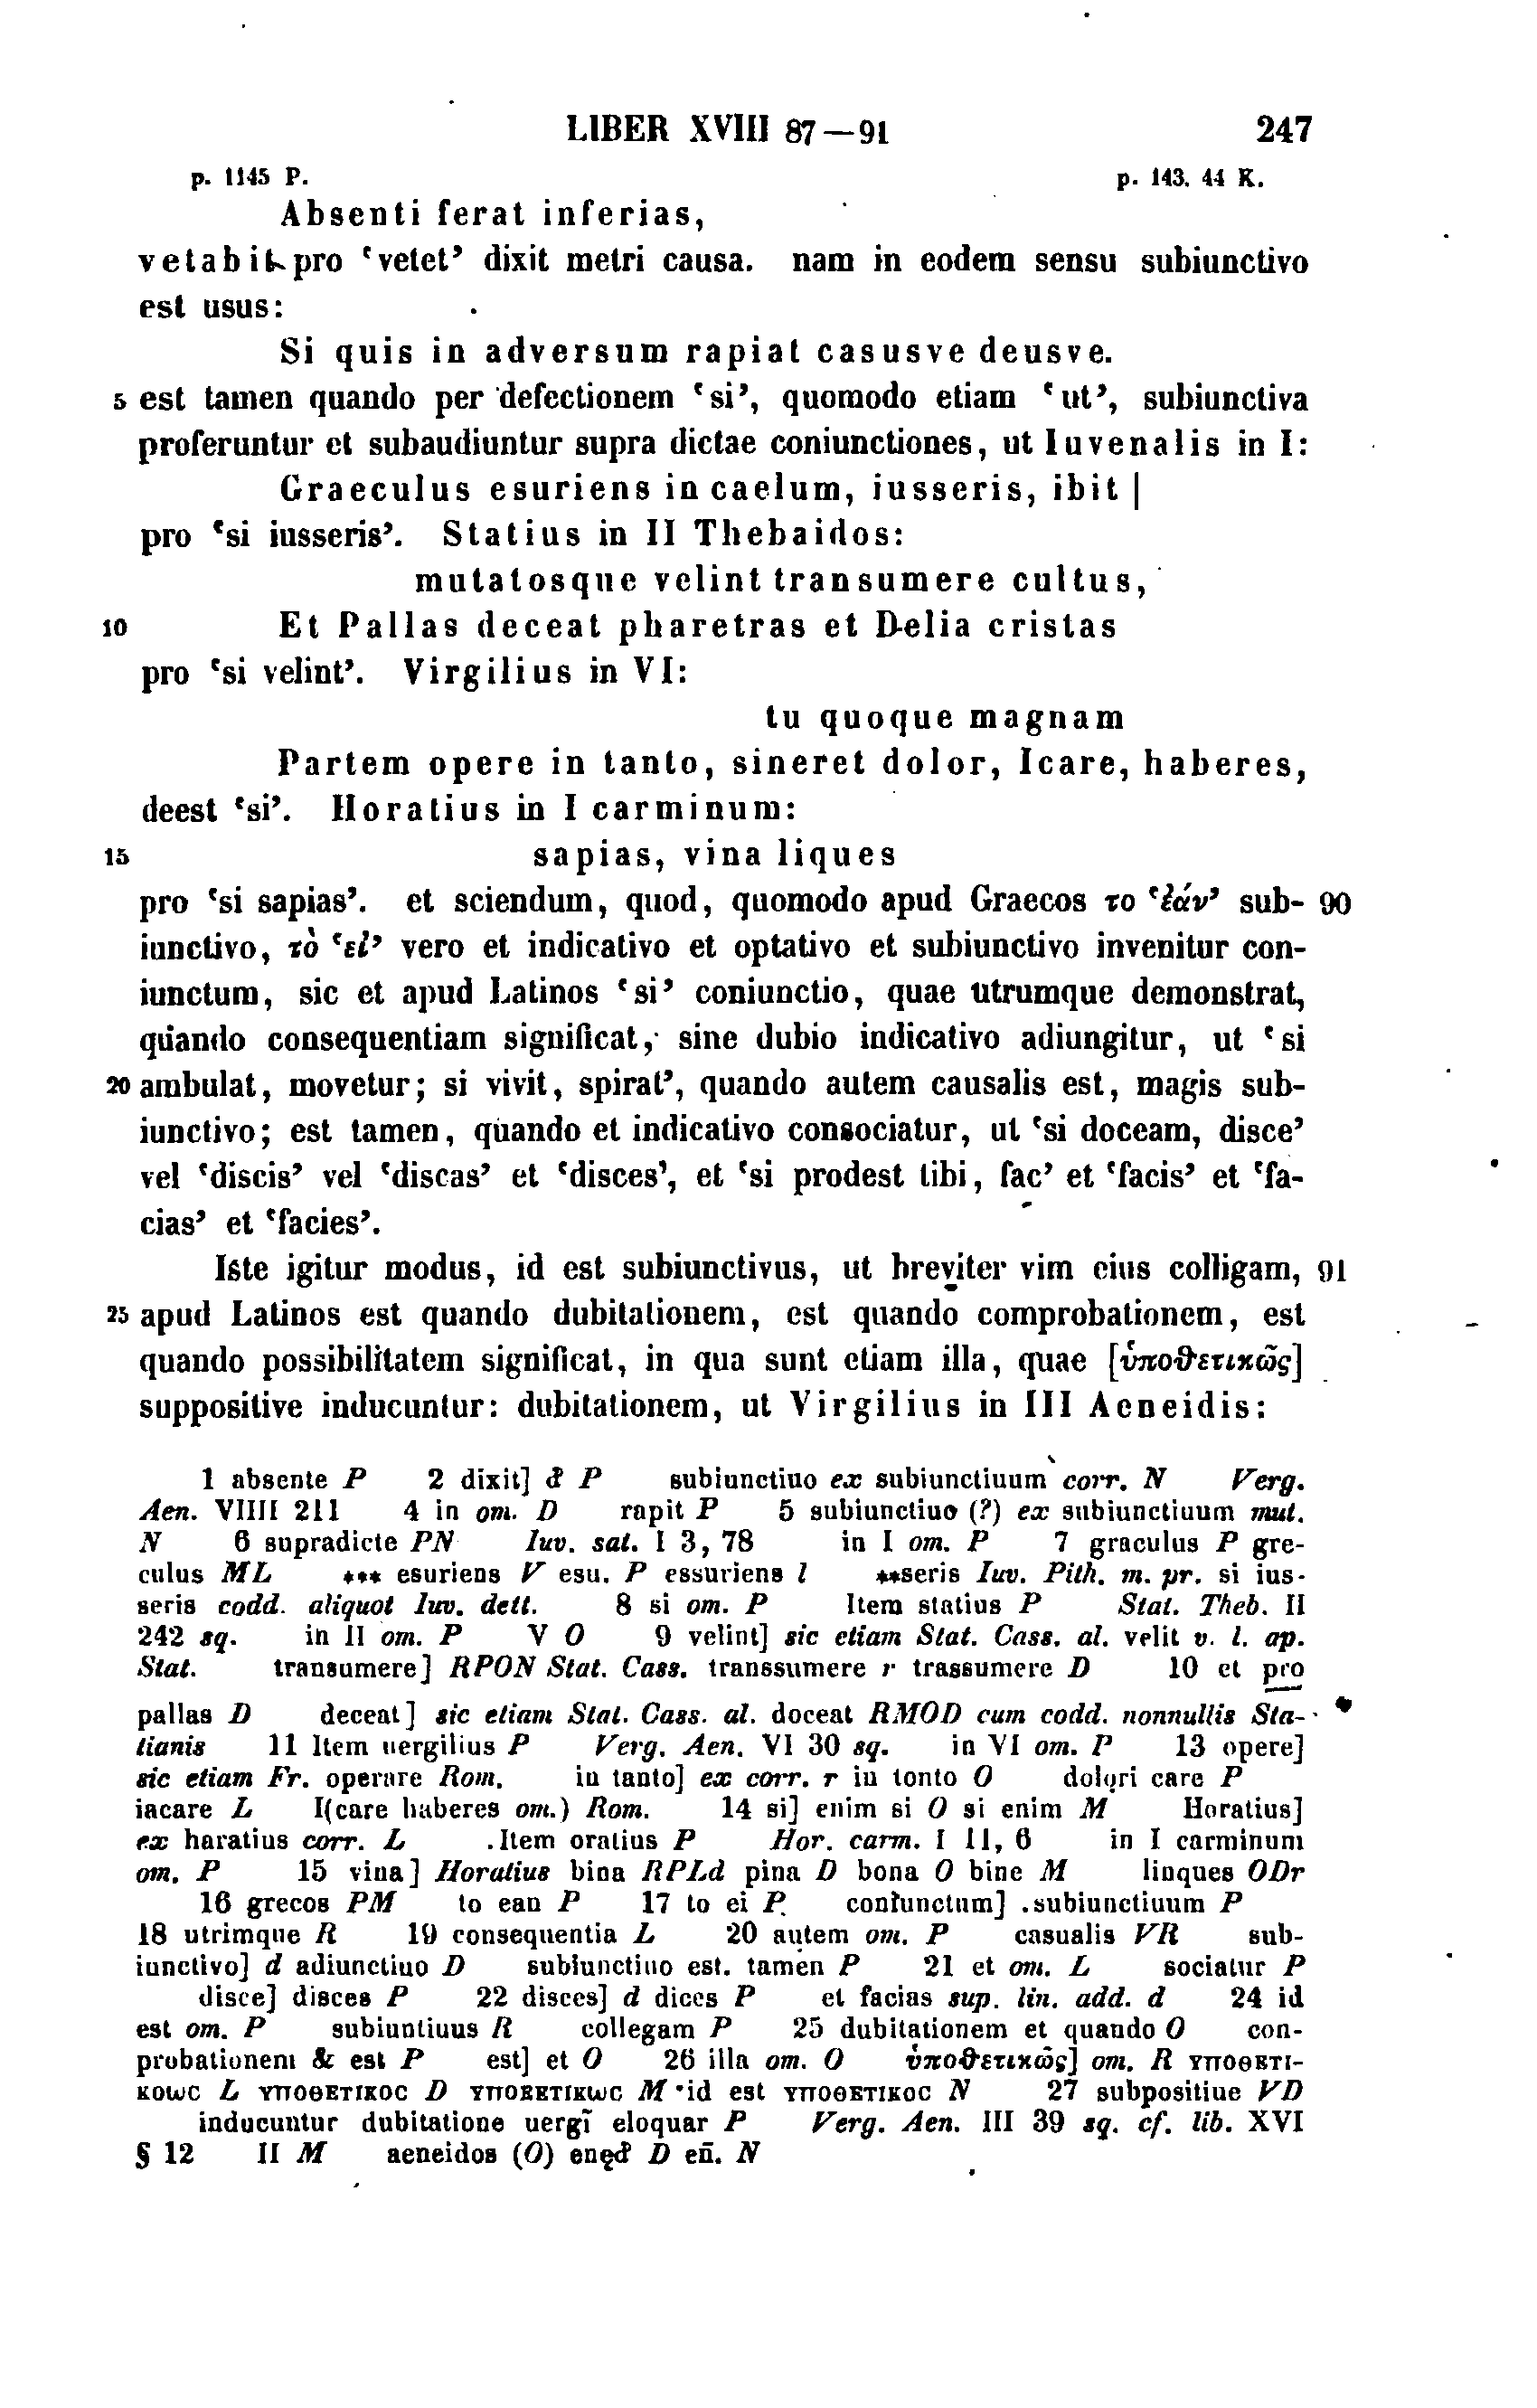 LIBER XVIII 87—91 247
p. 1145 P. p. 143. 44 K.
Absenti ferat inferias,
vetabit pro ‘vetet’ dixit metri causa. nam in eodem sensu subiunctivo
est usus:
Si quis in adversum rapiat casusve deusve.
5 est tamen quando per defectionem ‘si’, quomodo etiam ‘ut’, subiunctiva
proferuntur et subaudiuntur supra dictae coniunctiones, ut Iuvenalis in I:
Graeculus esuriens in caelum, iusseris, ibit |
pro ‘si iusseris’. Statius in II Thebaidos:
mutatosque velint transumere cultus,
10 Et Pallas deceat pharetras et Delia cristas
pro ‘si velint’. Virgilius in VI:
tu quoque magnam
Partem opere in tanto, sineret dolor, Icare, haberes,
deest ‘si’. Horatius in I carminum:
15 sapias, vina liques
pro ‘si sapias’. et sciendum, quod, quomodo apud Graecos το ‘ἐάν’ sub- 90
iunctivo, τὸ ‘εἰ’ vero et indicativo et optativo et subiunctivo invenitur con-
iunctum, sic et apud Latinos ‘si’ coniunctio, quae utrumque demonstrat,
quando consequentiam significat, sine dubio indicativo adiungitur, ut ‘si
20 ambulat, movetur; si vivit, spirat’, quando autem causalis est, magis sub-
iunctivo; est tamen, quando et indicativo consociatur, ut ‘si doceam, disce’
vel ‘discis’ vel ‘discas’ et ‘disces’, et ‘si prodest tibi, fac’ et ‘facis’ et ‘fa-
cias’ et ‘facies’.
Iste igitur modus, id est subiunctivus, ut breviter vim eius colligam, 91
25 apud Latinos est quando dubitationem, est quando comprobationem, est
quando possibilitatem significat, in qua sunt etiam illa, quae [ὑποθετικῶς]
suppositive inducuntur: dubitationem, ut Virgilius in III Aeneidis:
1 absente P 2 dixit] đ P subiunctiuo ex subiunctiuum corr. N Verg.
Aen. VIIII 211 4 in om. D rapit P 5 subiunctiuo (?) ex subiunctiuum mut.
N 6 supradicte PN Iuv. sat. I 3, 78 in I om. P 7 graculus P gre-
culus ML *** esuriens V esu. P essuriens l **seris Iuv. Pith. m. pr. si ius-
seris codd. aliquot Iuv. dett. 8 si om. P Item statius P Stat. Theb. II
242 sq. in II om. P V O 9 velint] sic etiam Stat. Cass. al. velit v. l. ap.
Stat. transumere] RPON Stat. Cass. transsumere r trassumere D 10 et pro
pallas D deceat] sic etiam Stat. Cass. al. doceat RMOD cum codd. nonnullis Sta-
tianis 11 Item uergilius P Verg. Aen. VI 30 sq. in VI om. P 13 opere]
sic etiam Fr. operare Rom. in tanto] ex corr. r in tonto O dolori care P
iacare L I(care haberes om.) Rom. 14 si] enim si O si enim M Horatius]
ex haratius corr. L .Item oratius P Hor. carm. I 11, 6 in I carminum
om. P 15 vina] Horatius bina RPLd pina D bona O bine M linques ODr
16 grecos PM to ean P 17 to ei P coniunctum] .subiunctiuum P
18 utrimque R 19 consequentia L 20 autem om. P casualis VR sub-
iunctivo] d adiunctiuo D subiunctiuo est. tamen P 21 et om. L sociatur P
disce] disces P 22 disces] d dices P et facias sup. lin. add. d 24 id
est om. P subiuntiuus R collegam P 25 dubitationem et quando O con-
probationem & est P est] et O 26 illa om. O ὑποθετικῶς] om. R ΥΠΟΘΕΤΙ-
ΚΟωC L ΥΠΟΘΕΤΙΚΟC D ΥΠΟΕΕΤΙΚωC M ·id est ΥΠΟΘΕΤΙΚΟC N 27 subpositiue VD
inducuntur dubitatione uergī eloquar P Verg. Aen. III 39 sq. cf. lib. XVI
§ 12 II M aeneidos (O) D eñ. N